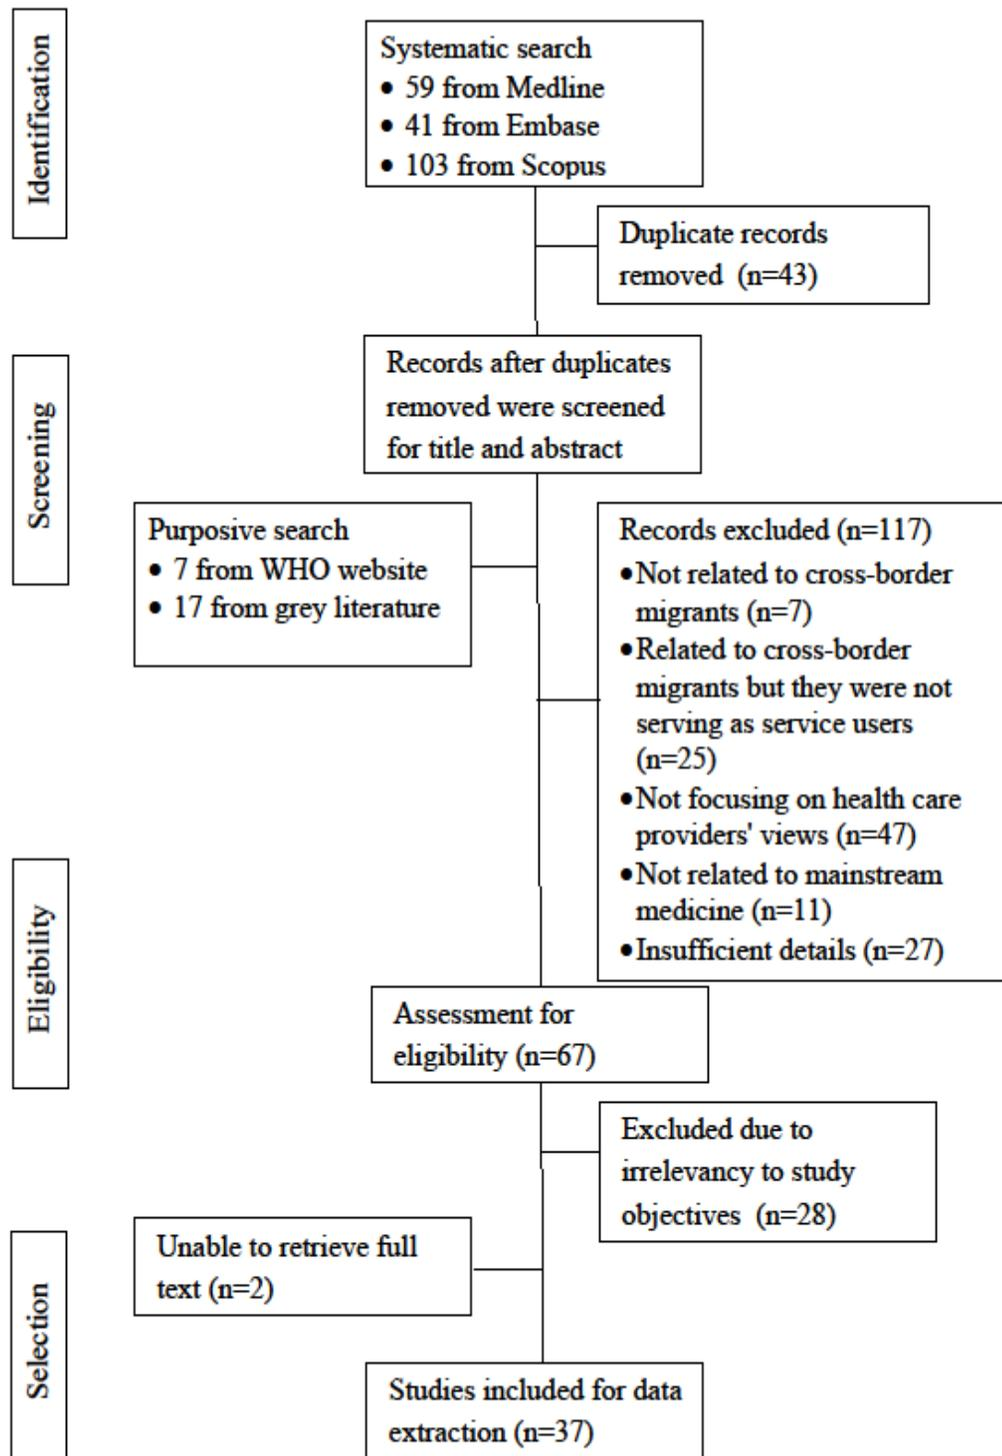 Identification
Systematic search
• 59 from Medline
• 41 from Embase
• 103 from Scopus
Duplicate records
removed (n=43)
Screening
Records after duplicates
removed were screened
for title and abstract
Purposive search
• 7 from WHO website
• 17 from grey literature
Records excluded (n=117)
•Not related to cross-border
migrants (n=7)
•Related to cross-border
migrants but they were not
serving as service users
(n=25)
•Not focusing on health care
providers' views (n=47)
•Not related to mainstream
medicine (n=11)
•Insufficient details (n=27)
Eligibility
Assessment for
eligibility (n=67)
Excluded due to
irrelevancy to study
objectives (n=28)
Selection
Unable to retrieve full
text (n=2)
Studies included for data
extraction (n=37)